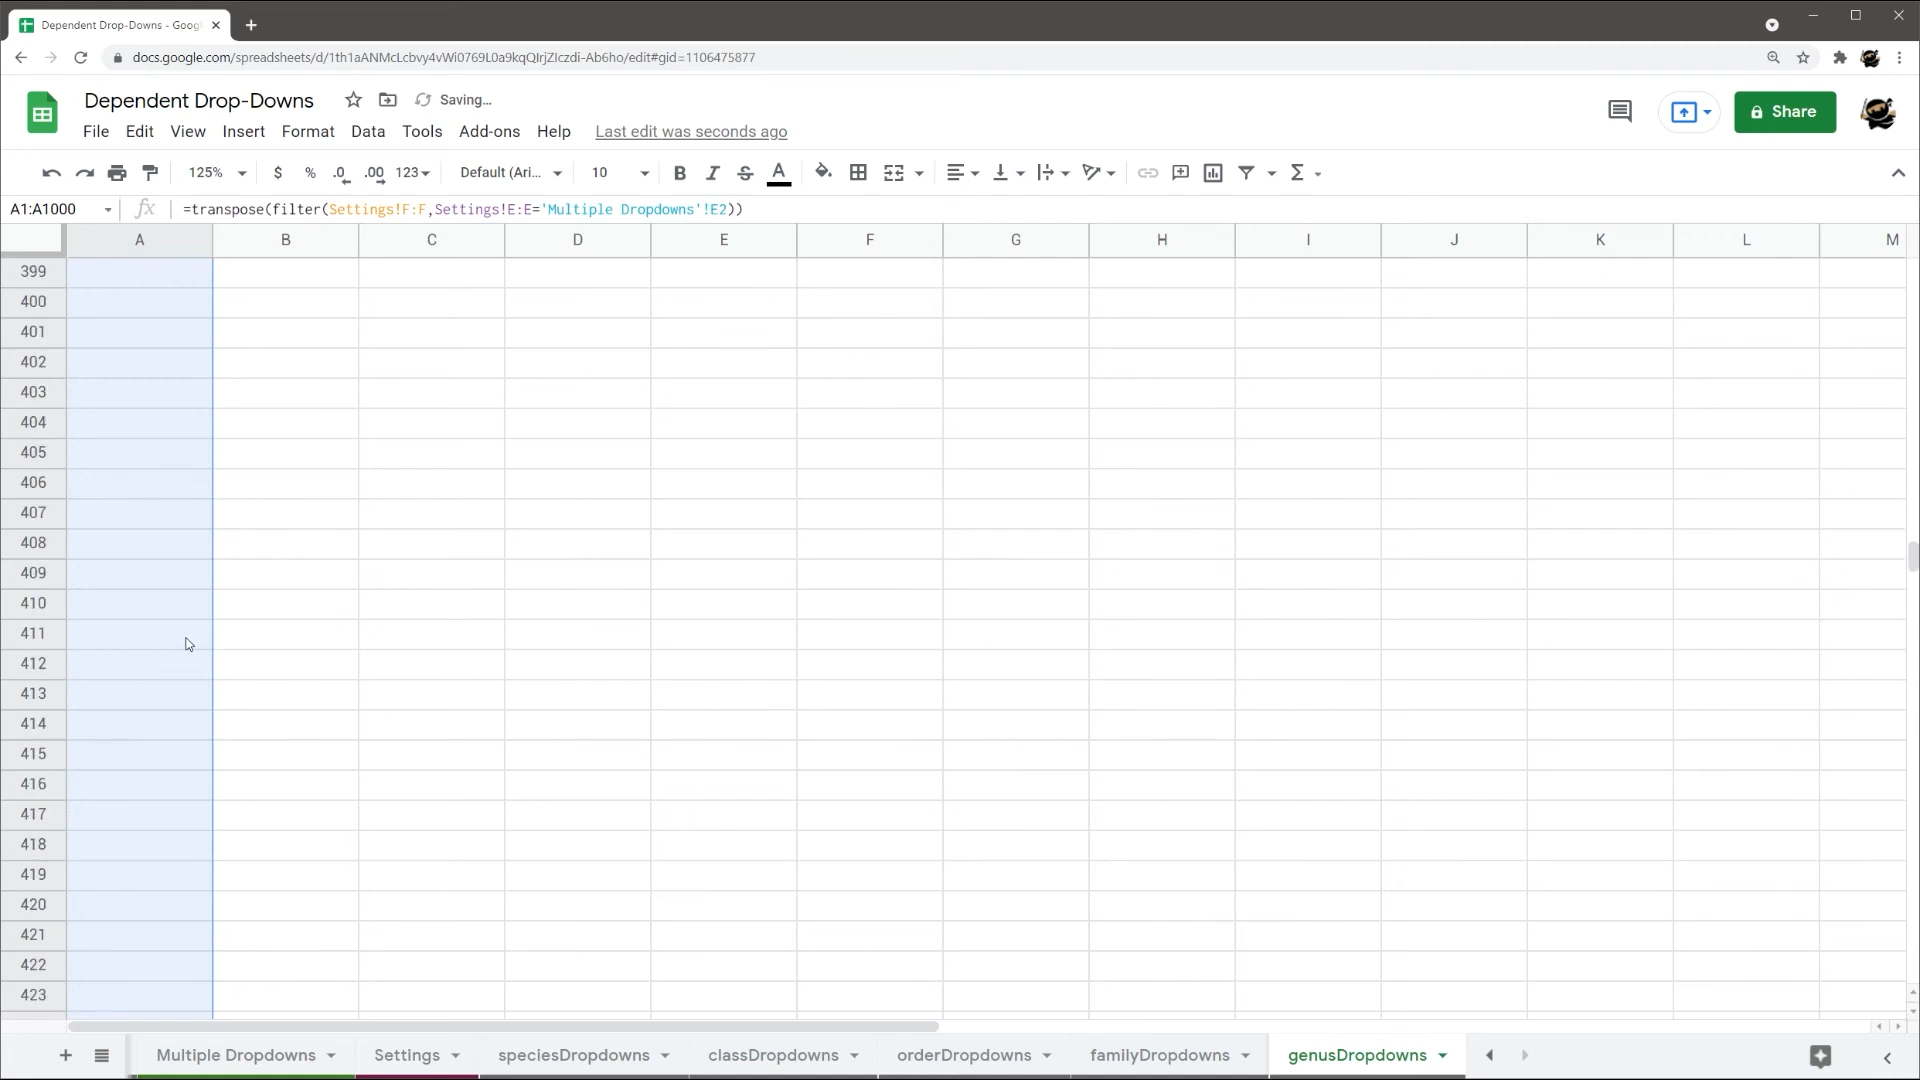 Dependent Drop-Downs - Goog
docs.google.com/spreadsheets/d/1th1aANMcLcbvy4vWi0769L0a9kqQIrjZIczdi-Ab6ho/edit#gid=1106475877
Dependent Drop-Downs Saving...
File Edit View Insert Format Data Tools Add-ons Help Last edit was seconds ago
Share
125% $ % .0 .00 123 Default (Ari... 10 B I S A Σ
A1:A1000 fx =transpose(filter(Settings!F:F,Settings!E:E='Multiple Dropdowns'!E2))
A B C D E F G H I J K L M
399
400
401
402
403
404
405
406
407
408
409
410
411
412
413
414
415
416
417
418
419
420
421
422
423
Multiple Dropdowns Settings speciesDropdowns classDropdowns orderDropdowns familyDropdowns genusDropdowns